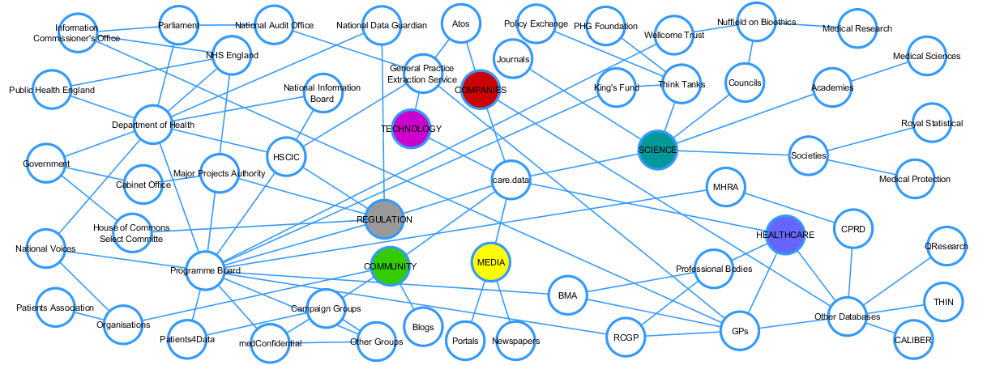 Information
Commissioner's Office
Parliament
National Audit Office
National Data Guardian
Atos
Policy Exchange
PHG Foundation
Wellcome Trust
Nuffield on Bioethics
Medical Research
NHS England
General Practice
Extraction Service
Journals
Medical Sciences
Public Health England
National Information
Board
COMPANIES
King's Fund
Think Tanks
Councils
Academies
Department of Health
TECHNOLOGY
Royal Statistical
HSCIC
SCIENCE
Societies
Government
Cabinet Office
Major Projects Authority
care.data
MHRA
Medical Protection
House of Commons
Select Committe
REGULATION
HEALTHCARE
CPRD
National Voices
Programme Board
COMMUNITY
MEDIA
Professional Bodies
QResearch
Patients Association
Organisations
Campaign Groups
BMA
THIN
Patients4Data
medConfidential
Other Groups
Blogs
Portals
Newspapers
RCGP
GPs
Other Databases
CALIBER